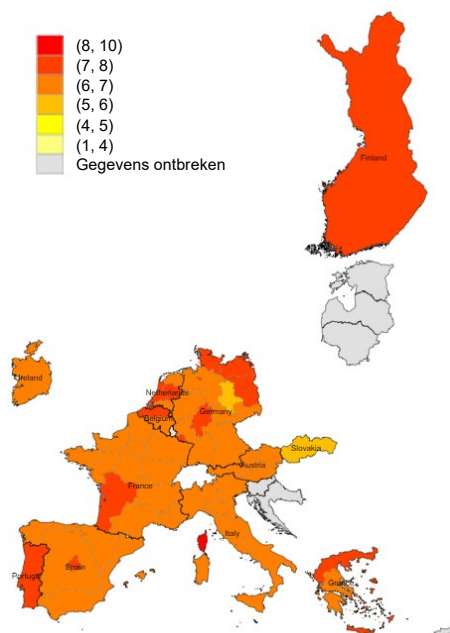 (8, 10)
(7, 8)
(6, 7)
(5, 6)
(4, 5)
(1, 4)
Gegevens ontbreken
Finland
Ireland
Netherlands
Belgium
Germany
Slovakia
Austria
France
Italy
Portugal
Spain
Greece